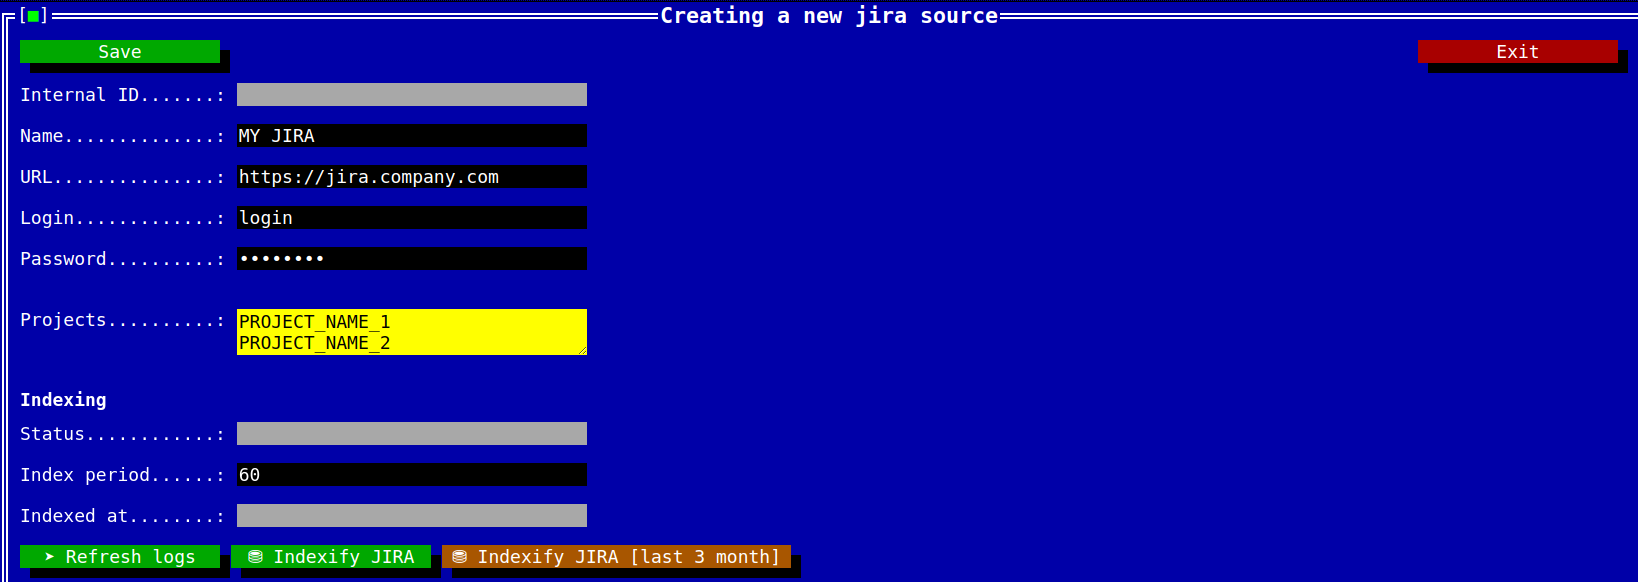 [■] Creating a new jira source
Save Exit
Internal ID.......:
Name..............: MY JIRA
URL...............: https://jira.company.com
Login.............: login
Password..........: ••••••••
Projects..........: PROJECT_NAME_1
PROJECT_NAME_2
Indexing
Status............:
Index period......: 60
Indexed at........:
➤ Refresh logs ⛃ Indexify JIRA ⛃ Indexify JIRA [last 3 month]